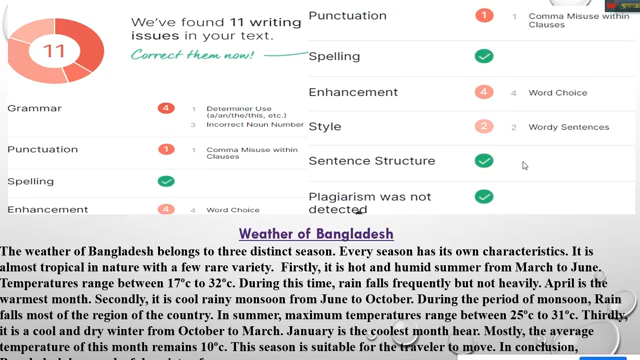 11
We've found 11 writing
issues in your text.
Correct them now!
Grammar
4
1 Determiner Use
(a/an/the/this, etc.)
3 Incorrect Noun Number
Punctuation
1
1 Comma Misuse within
Clauses
Spelling
Enhancement
4
4 Word Choice
Punctuation
1
1 Comma Misuse within
Clauses
Spelling
Enhancement
4
4 Word Choice
Style
2
2 Wordy Sentences
Sentence Structure
Plagiarism was not
detected
Weather of Bangladesh
The weather of Bangladesh belongs to three distinct season. Every season has its own characteristics. It is
almost tropical in nature with a few rare variety. Firstly, it is hot and humid summer from March to June.
Temperatures range between 17ºc to 32ºc. During this time, rain falls frequently but not heavily. April is the
warmest month. Secondly, it is cool rainy monsoon from June to October. During the period of monsoon, Rain
falls most of the region of the country. In summer, maximum temperatures range between 25ºc to 31ºc. Thirdly,
it is a cool and dry winter from October to March. January is the coolest month hear. Mostly, the average
temperature of this month remains 10ºc. This season is suitable for the traveler to move. In conclusion,